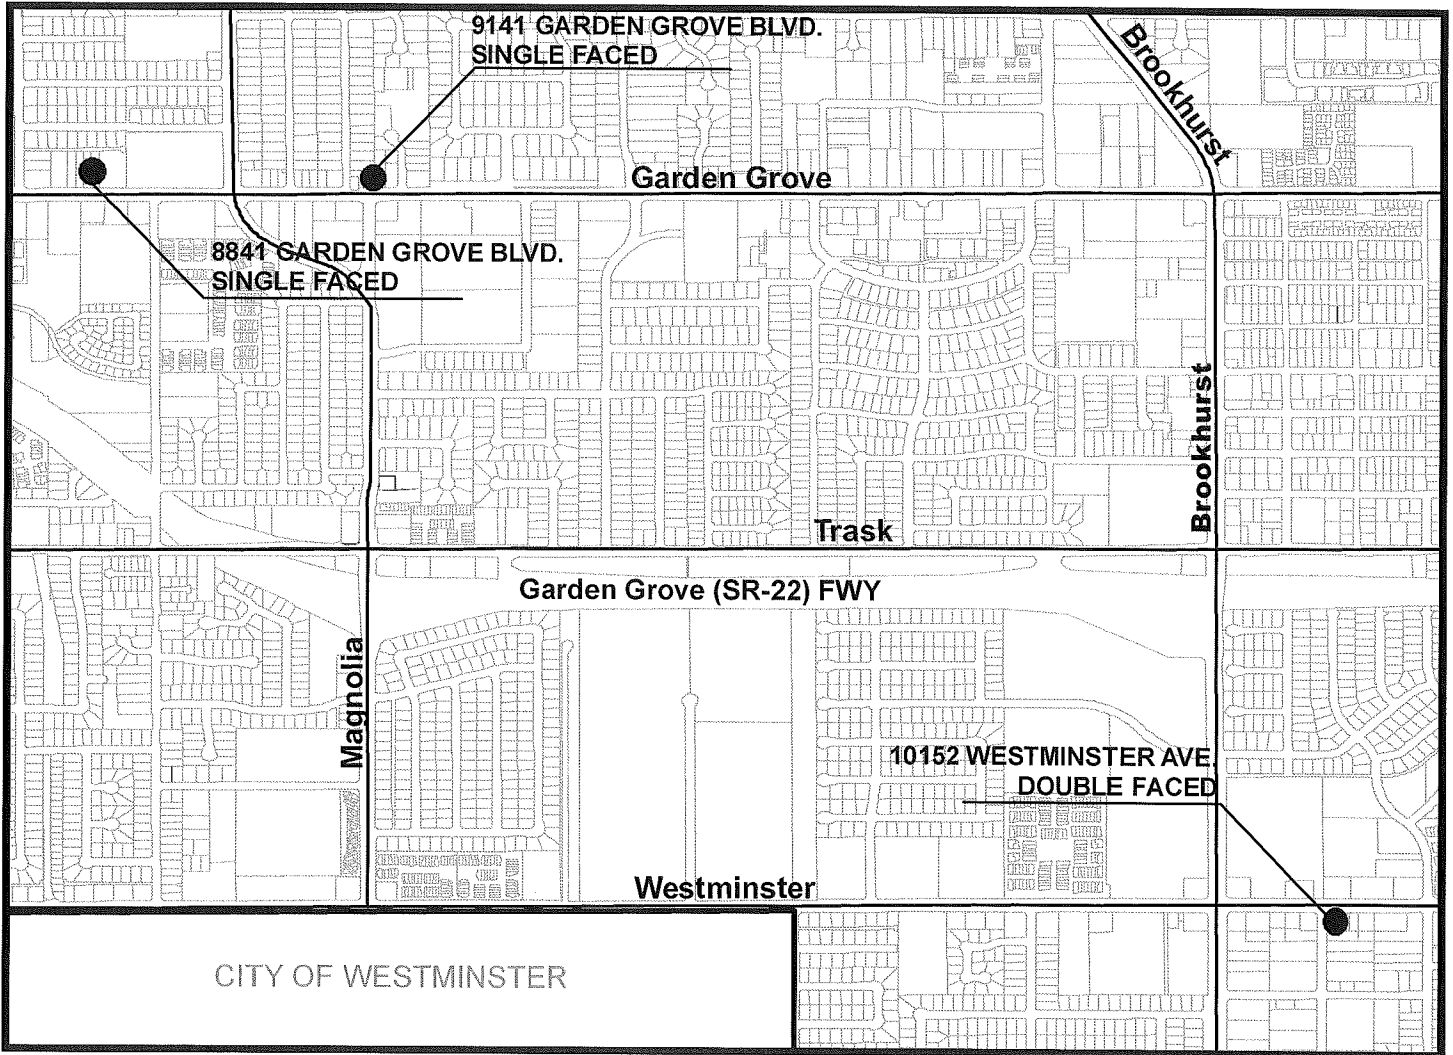 9141 GARDEN GROVE BLVD.
SINGLE FACED
Brookhurst
Garden Grove
8841 GARDEN GROVE BLVD.
SINGLE FACED
Brookhurst
Trask
Garden Grove (SR-22) FWY
Magnolia
10152 WESTMINSTER AVE.
DOUBLE FACED
Westminster
CITY OF WESTMINSTER